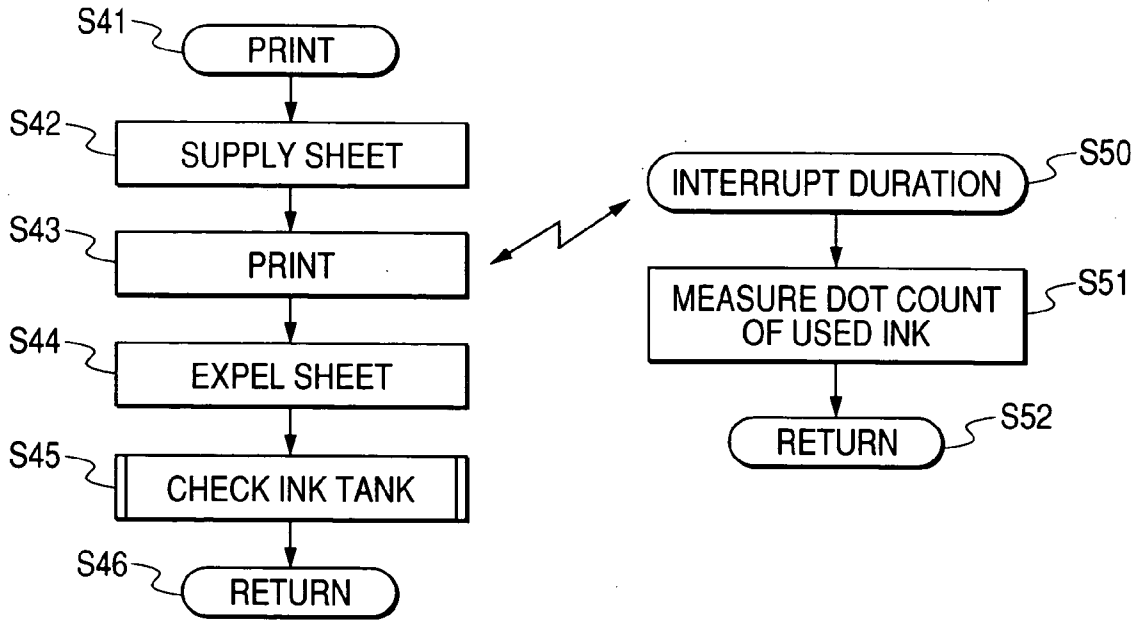 S41
PRINT
S42
SUPPLY SHEET
S43
PRINT
S44
EXPEL SHEET
S45
CHECK INK TANK
S46
RETURN
S50
INTERRUPT DURATION
S51
MEASURE DOT COUNT
OF USED INK
S52
RETURN